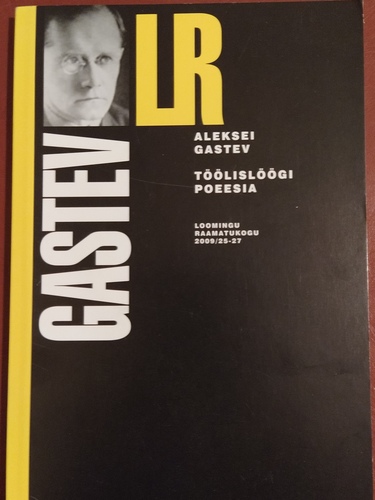 LR
ALEKSEI
GASTEV
TÖÖLISLÖÖGI
POEESIA
LOOMINGU
RAAMATUKOGU
2009/25-27
GASTEV